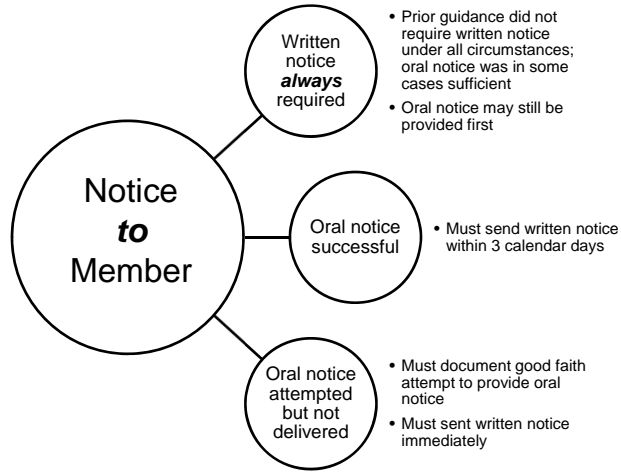 Notice
to
Member
Written
notice
always
required
• Prior guidance did not
require written notice
under all circumstances;
oral notice was in some
cases sufficient
• Oral notice may still be
provided first
Oral notice
successful
• Must send written notice
within 3 calendar days
Oral notice
attempted
but not
delivered
• Must document good faith
attempt to provide oral
notice
• Must sent written notice
immediately